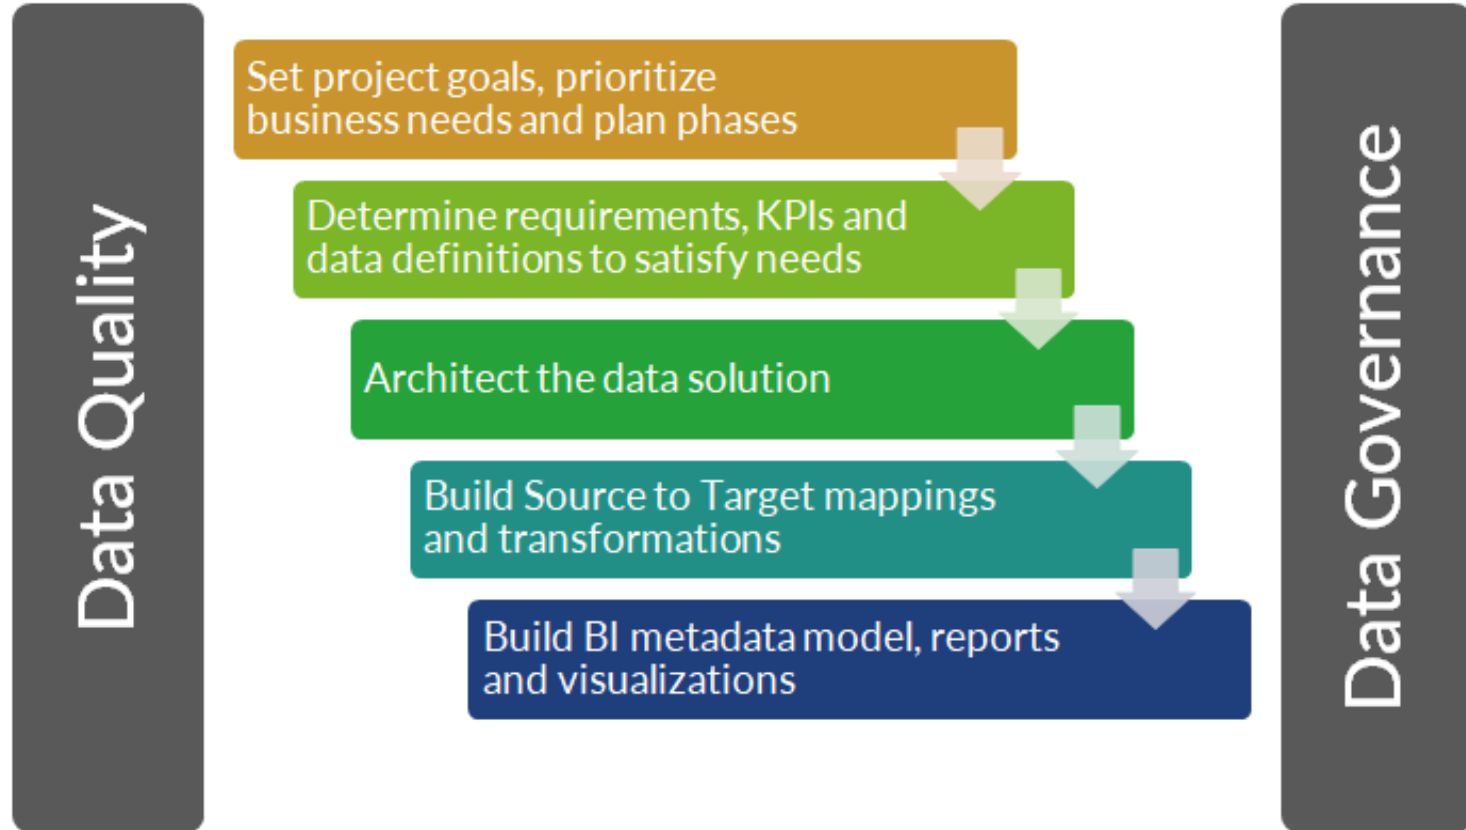 Data Quality
Set project goals, prioritize
business needs and plan phases
Determine requirements, KPIs and
data definitions to satisfy needs
Architect the data solution
Build Source to Target mappings
and transformations
Build BI metadata model, reports
and visualizations
Data Governance